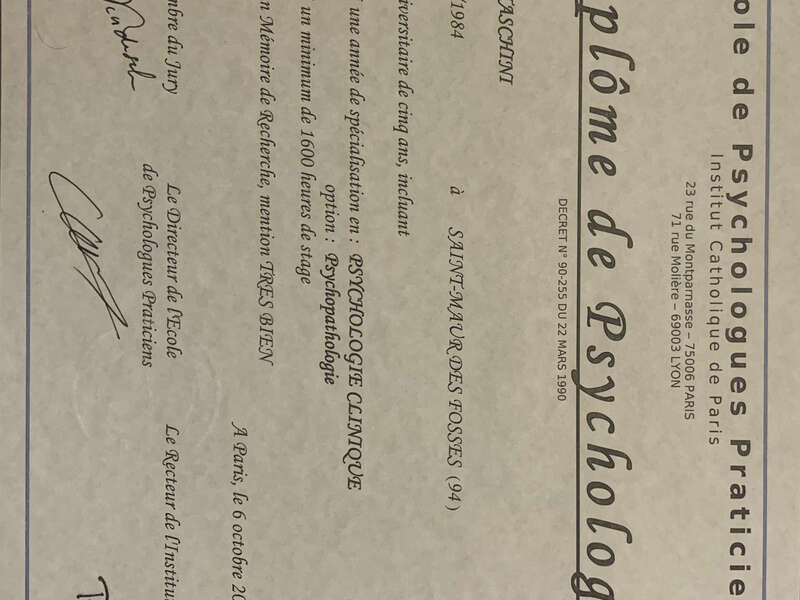 ole de Psychologues Praticie
Institut Catholique de Paris
23 rue du Montparnasse – 75006 PARIS
71 rue Molière – 69003 LYON
plôme de Psycholog
DECRET N° 90-255 DU 22 MARS 1990
ASCHINI
/1984 à SAINT-MAUR DES FOSSES (94)
iversitaire de cinq ans, incluant
une année de spécialisation en : PSYCHOLOGIE CLINIQUE
option : Psychopathologie
un minimum de 1600 heures de stage
n Mémoire de Recherche, mention TRES BIEN
A Paris, le 6 octobre 20
mbre du Jury
Le Directeur de l'Ecole
de Psychologues Praticiens
Le Recteur de l'Institu